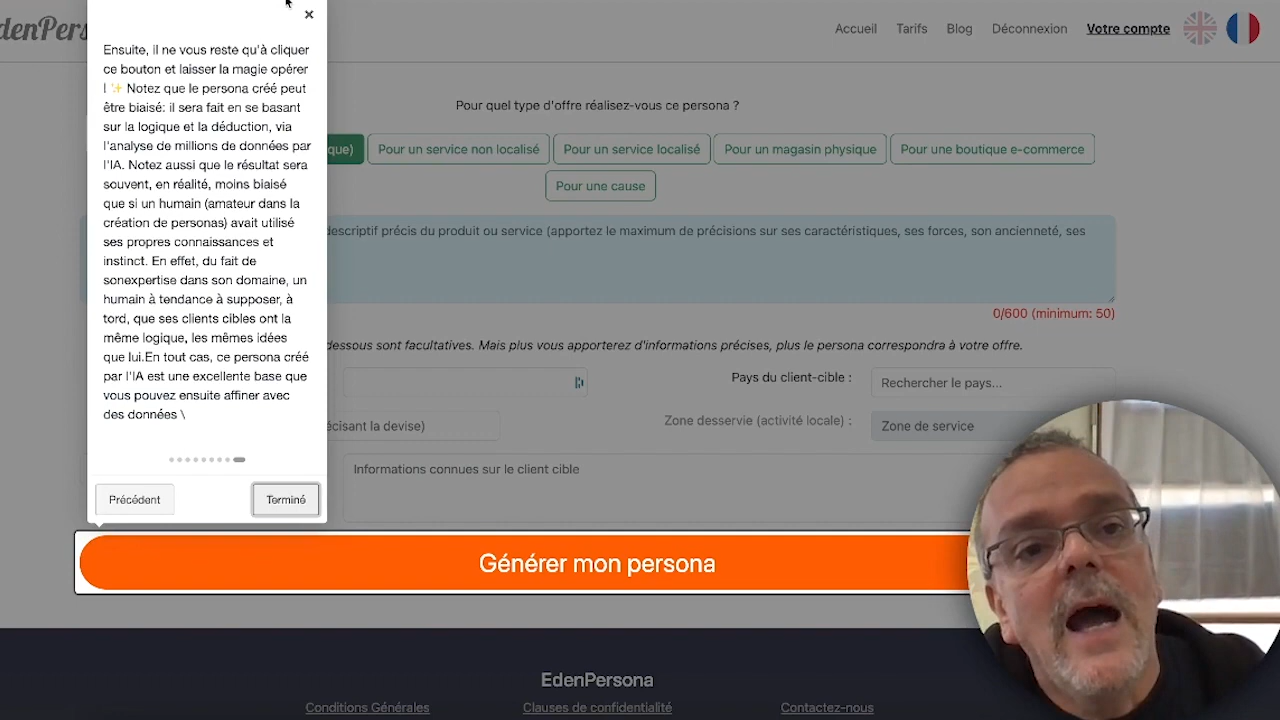 denPers
Accueil
Tarifs
Blog
Déconnexion
Votre compte
×
Ensuite, il ne vous reste qu'à cliquer
ce bouton et laisser la magie opérer
! ✨ Notez que le persona créé peut
être biaisé: il sera fait en se basant
sur la logique et la déduction, via
l'analyse de millions de données par
l'IA. Notez aussi que le résultat sera
souvent, en réalité, moins biaisé
que si un humain (amateur dans la
création de personas) avait utilisé
ses propres connaissances et
instinct. En effet, du fait de
sonexpertise dans son domaine, un
humain à tendance à supposer, à
tord, que ses clients cibles ont la
même logique, les mêmes idées
que lui.En tout cas, ce persona créé
par l'IA est une excellente base que
vous pouvez ensuite affiner avec
des données \
Précédent
Terminé
Pour quel type d'offre réalisez-vous ce persona ?
que)
Pour un service non localisé
Pour un service localisé
Pour un magasin physique
Pour une boutique e-commerce
Pour une cause
descriptif précis du produit ou service (apportez le maximum de précisions sur ses caractéristiques, ses forces, son ancienneté, ses
0/600 (minimum: 50)
dessous sont facultatives. Mais plus vous apporterez d'informations précises, plus le persona correspondra à votre offre.
Pays du client-cible :
Rechercher le pays...
écisant la devise)
Zone desservie (activité locale) :
Zone de service
Informations connues sur le client cible
Générer mon persona
EdenPersona
Conditions Générales
Clauses de confidentialité
Contactez-nous